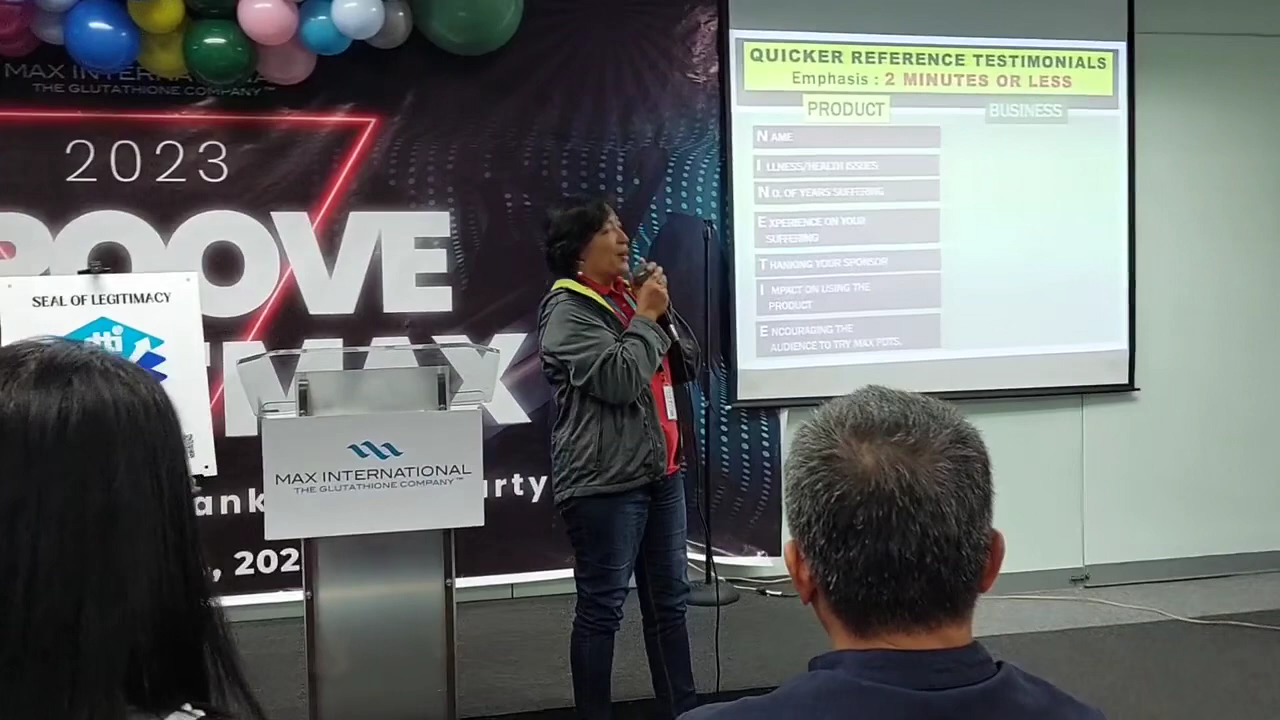 MAX INTERNATIONAL
THE GLUTATHIONE COMPANY™
2023
ROOVE
MAX
SEAL OF LEGITIMACY
MAX INTERNATIONAL
THE GLUTATHIONE COMPANY™
ank
arty
, 202
QUICKER REFERENCE TESTIMONIALS
Emphasis : 2 MINUTES OR LESS
PRODUCT
BUSINESS
N AME
I LLNESS/HEALTH ISSUES
N O. OF YEARS SUFFERING
E XPERIENCE ON YOUR
SUFFERING
T HANKING YOUR SPONSOR
I MPACT ON USING THE
PRODUCT
E NCOURAGING THE
AUDIENCE TO TRY MAX PDTS.